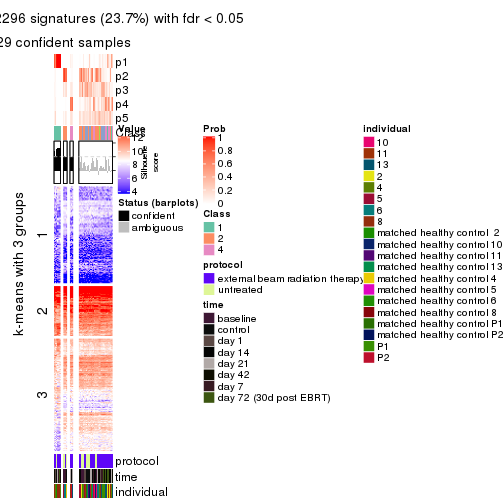 2296 signatures (23.7%) with fdr < 0.05
29 confident samples
p1
p2
p3
p4
p5
Class
Silhouette
score
k-means with 3 groups
1
2
3
protocol
time
individual
Value
12
10
8
6
4
Status (barplots)
confident
ambiguous
Prob
1
0.8
0.6
0.4
0.2
0
Class
1
2
4
protocol
external beam radiation therapy
untreated
time
baseline
control
day 1
day 14
day 21
day 42
day 7
day 72 (30d post EBRT)
individual
10
11
13
2
4
5
6
8
matched healthy control 2
matched healthy control 10
matched healthy control 11
matched healthy control 13
matched healthy control 4
matched healthy control 5
matched healthy control 6
matched healthy control 8
matched healthy control P1
matched healthy control P2
P1
P2